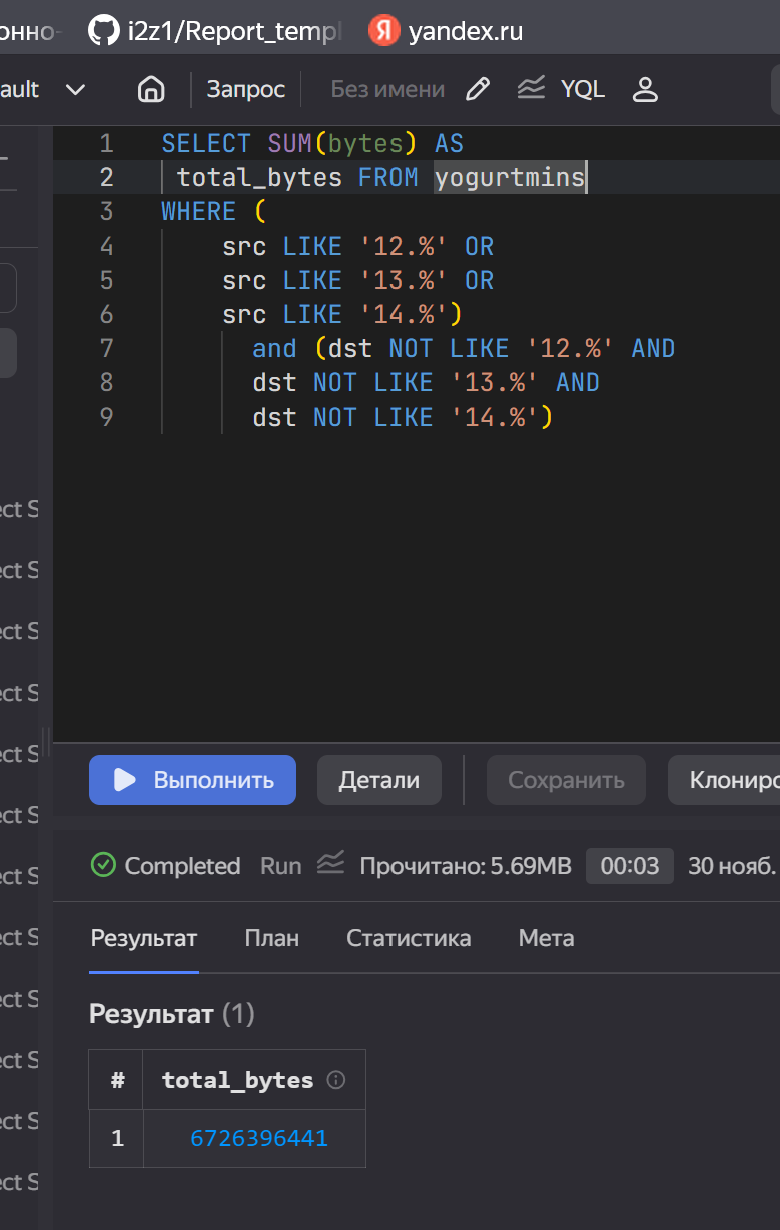 i2z1/Report_templ
Я yandex.ru
ault Запрос Без имени YQL
1 SELECT SUM(bytes) AS
2 total_bytes FROM yogurtmins
3 WHERE (
4 src LIKE '12.%' OR
5 src LIKE '13.%' OR
6 src LIKE '14.%')
7 and (dst NOT LIKE '12.%' AND
8 dst NOT LIKE '13.%' AND
9 dst NOT LIKE '14.%')
ect S
ect S
ect S
ect S
ect S
ect S
ect S
ect S
ect S
ect S
ect S
ect S
Выполнить Детали Сохранить Клониро
Completed Run Прочитано: 5.69MB 00:03 30 нояб.
Результат План Статистика Мета
Результат (1)
# total_bytes
1 6726396441